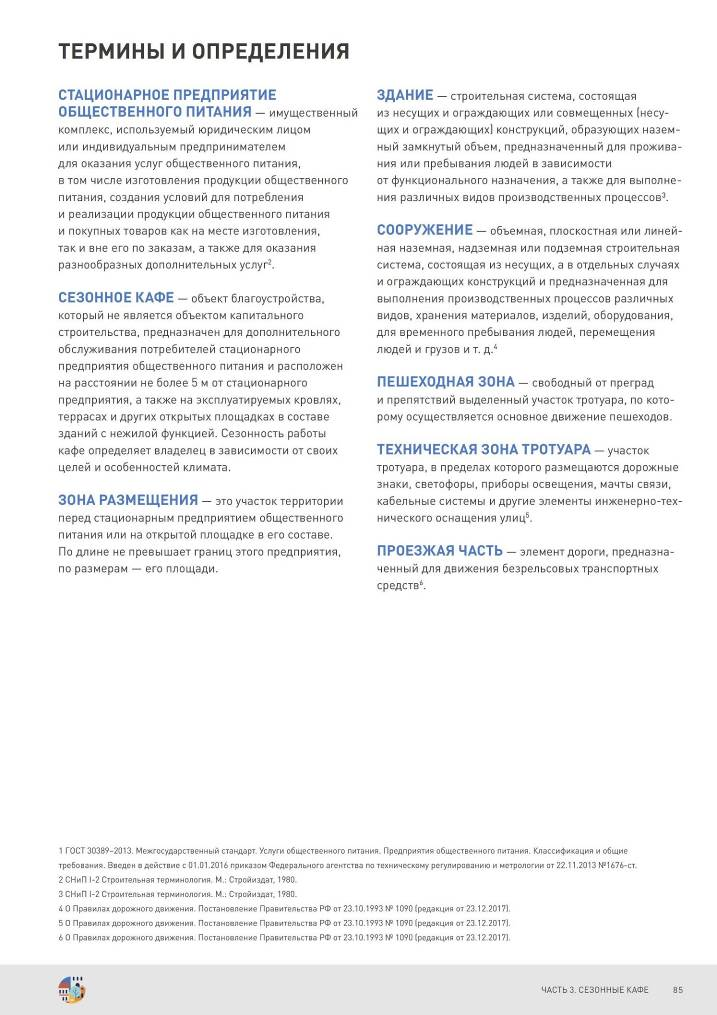 ТЕРМИНЫ И ОПРЕДЕЛЕНИЯ
СТАЦИОНАРНОЕ ПРЕДПРИЯТИЕ
ОБЩЕСТВЕННОГО ПИТАНИЯ — имущественный
комплекс, используемый юридическим лицом
или индивидуальным предпринимателем
для оказания услуг общественного питания,
в том числе изготовления продукции общественного
питания, создания условий для потребления
и реализации продукции общественного питания
и покупных товаров как на месте изготовления,
так и вне его по заказам, а также для оказания
разнообразных дополнительных услуг².
СЕЗОННОЕ КАФЕ — объект благоустройства,
который не является объектом капитального
строительства, предназначен для дополнительного
обслуживания потребителей стационарного
предприятия общественного питания и расположен
на расстоянии не более 5 м от стационарного
предприятия, а также на эксплуатируемых кровлях,
террасах и других открытых площадках в составе
зданий с нежилой функцией. Сезонность работы
кафе определяет владелец в зависимости от своих
целей и особенностей климата.
ЗОНА РАЗМЕЩЕНИЯ — это участок территории
перед стационарным предприятием общественного
питания или на открытой площадке в его составе.
По длине не превышает границ этого предприятия,
по размерам — его площади.
ЗДАНИЕ — строительная система, состоящая
из несущих и ограждающих или совмещенных (несу-
щих и ограждающих) конструкций, образующих назем-
ный замкнутый объем, предназначенный для прожива-
ния или пребывания людей в зависимости
от функционального назначения, а также для выполне-
ния различных видов производственных процессов³.
СООРУЖЕНИЕ — объемная, плоскостная или линей-
ная наземная, надземная или подземная строительная
система, состоящая из несущих, а в отдельных случаях
и ограждающих конструкций и предназначенная для
выполнения производственных процессов различных
видов, хранения материалов, изделий, оборудования,
для временного пребывания людей, перемещения
людей и грузов и т. д.⁴
ПЕШЕХОДНАЯ ЗОНА — свободный от преград
и препятствий выделенный участок тротуара, по кото-
рому осуществляется основное движение пешеходов.
ТЕХНИЧЕСКАЯ ЗОНА ТРОТУАРА — участок
тротуара, в пределах которого размещаются дорожные
знаки, светофоры, приборы освещения, мачты связи,
кабельные системы и другие элементы инженерно-тех-
нического оснащения улиц⁵.
ПРОЕЗЖАЯ ЧАСТЬ — элемент дороги, предназна-
ченный для движения безрельсовых транспортных
средств⁶.
1 ГОСТ 30389–2013. Межгосударственный стандарт. Услуги общественного питания. Предприятия общественного питания. Классификация и общие
требования. Введен в действие с 01.01.2016 приказом Федерального агентства по техническому регулированию и метрологии от 22.11.2013 №1676-ст.
2 СНиП I-2 Строительная терминология. М.: Стройиздат, 1980.
3 СНиП I-2 Строительная терминология. М.: Стройиздат, 1980.
4 О Правилах дорожного движения. Постановление Правительства РФ от 23.10.1993 № 1090 (редакция от 23.12.2017).
5 О Правилах дорожного движения. Постановление Правительства РФ от 23.10.1993 № 1090 (редакция от 23.12.2017).
6 О Правилах дорожного движения. Постановление Правительства РФ от 23.10.1993 № 1090 (редакция от 23.12.2017).
ЧАСТЬ 3. СЕЗОННЫЕ КАФЕ 85